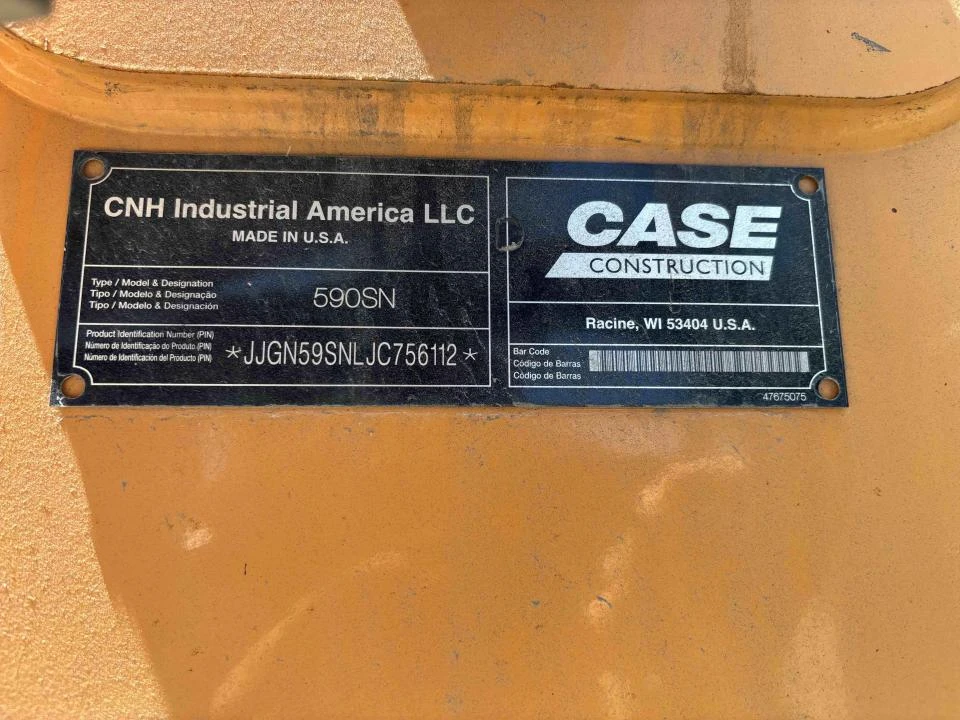 CNH Industrial America LLC
MADE IN U.S.A.
Type / Model & Designation
Tipo / Modelo & Designação
Tipo / Modelo & Designación
590SN
Product Identification Number (PIN)
Número de Identificação do Produto (PIN)
Número de Identificación del Producto (PIN)
*JJGN59SNLJC756112*
CASE
CONSTRUCTION
Racine, WI 53404 U.S.A.
Bar Code
Código de Barras
Código de Barras
47675075